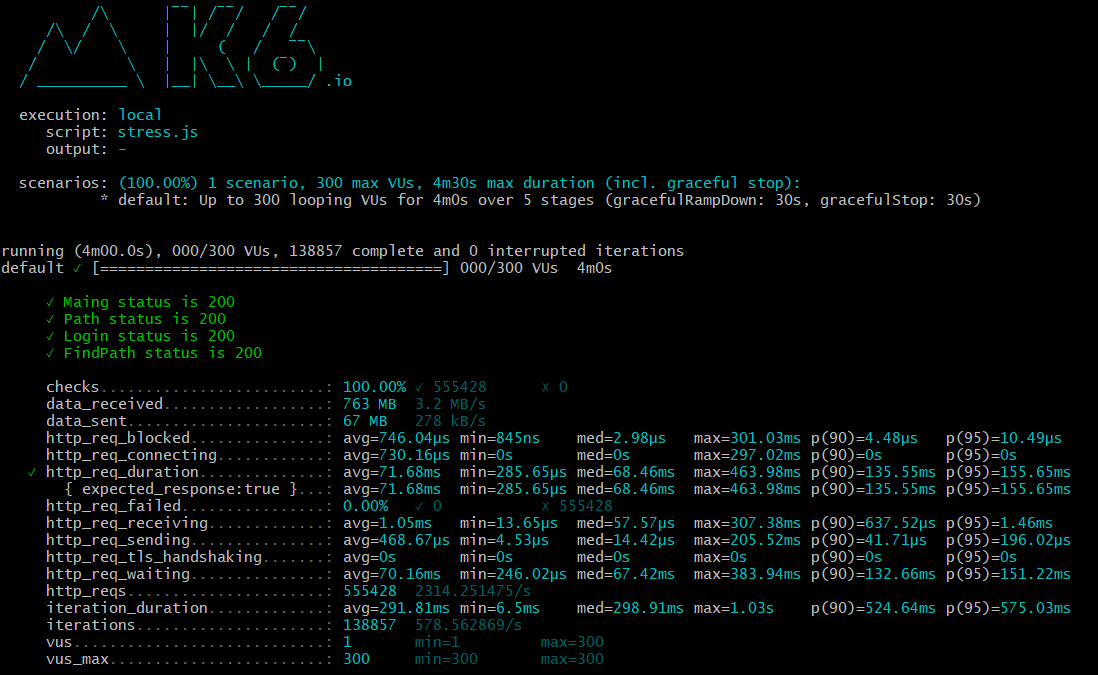 .io
execution: local
script: stress.js
output: -
scenarios: (100.00%) 1 scenario, 300 max VUs, 4m30s max duration (incl. graceful stop):
* default: Up to 300 looping VUs for 4m0s over 5 stages (gracefulRampDown: 30s, gracefulStop: 30s)
running (4m00.0s), 000/300 VUs, 138857 complete and 0 interrupted iterations
default ✓ [======================================] 000/300 VUs  4m0s
✓ Maing status is 200
✓ Path status is 200
✓ Login status is 200
✓ FindPath status is 200
checks.........................: 100.00% ✓ 555428      ✗ 0
data_received..................: 763 MB  3.2 MB/s
data_sent......................: 67 MB   278 kB/s
http_req_blocked...............: avg=746.04µs min=845ns    med=2.98µs   max=301.03ms p(90)=4.48µs   p(95)=10.49µs
http_req_connecting............: avg=730.16µs min=0s       med=0s       max=297.02ms p(90)=0s       p(95)=0s
✓ http_req_duration..............: avg=71.68ms  min=285.65µs med=68.46ms  max=463.98ms p(90)=135.55ms p(95)=155.65ms
{ expected_response:true }...: avg=71.68ms  min=285.65µs med=68.46ms  max=463.98ms p(90)=135.55ms p(95)=155.65ms
http_req_failed................: 0.00%   ✓ 0           ✗ 555428
http_req_receiving.............: avg=1.05ms   min=13.65µs  med=57.57µs  max=307.38ms p(90)=637.52µs p(95)=1.46ms
http_req_sending...............: avg=468.67µs min=4.53µs   med=14.42µs  max=205.52ms p(90)=41.71µs  p(95)=196.02µs
http_req_tls_handshaking.......: avg=0s       min=0s       med=0s       max=0s       p(90)=0s       p(95)=0s
http_req_waiting...............: avg=70.16ms  min=246.02µs med=67.42ms  max=383.94ms p(90)=132.66ms p(95)=151.22ms
http_reqs......................: 555428  2314.251475/s
iteration_duration.............: avg=291.81ms min=6.5ms    med=298.91ms max=1.03s    p(90)=524.64ms p(95)=575.03ms
iterations.....................: 138857  578.562869/s
vus............................: 1       min=1         max=300
vus_max........................: 300     min=300       max=300